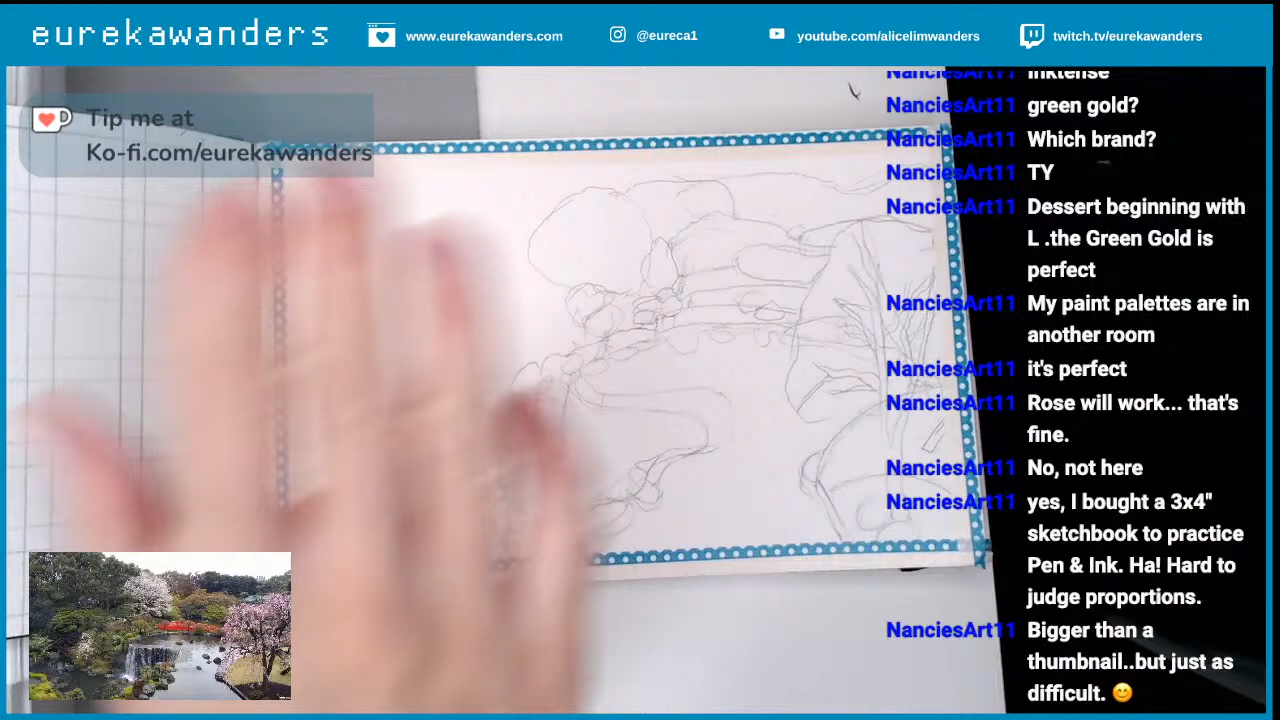 eurekawanders
www.eurekawanders.com
@eureca1
youtube.com/alicelimwanders
twitch.tv/eurekawanders
Tip me at
Ko-fi.com/eurekawanders
NanciesArt11 Inktense
NanciesArt11 green gold?
NanciesArt11 Which brand?
NanciesArt11 TY
NanciesArt11 Dessert beginning with
L .the Green Gold is
perfect
NanciesArt11 My paint palettes are in
another room
NanciesArt11 it's perfect
NanciesArt11 Rose will work... that's
fine.
NanciesArt11 No, not here
NanciesArt11 yes, I bought a 3x4"
sketchbook to practice
Pen & Ink. Ha! Hard to
judge proportions.
NanciesArt11 Bigger than a
thumbnail..but just as
difficult. 😊